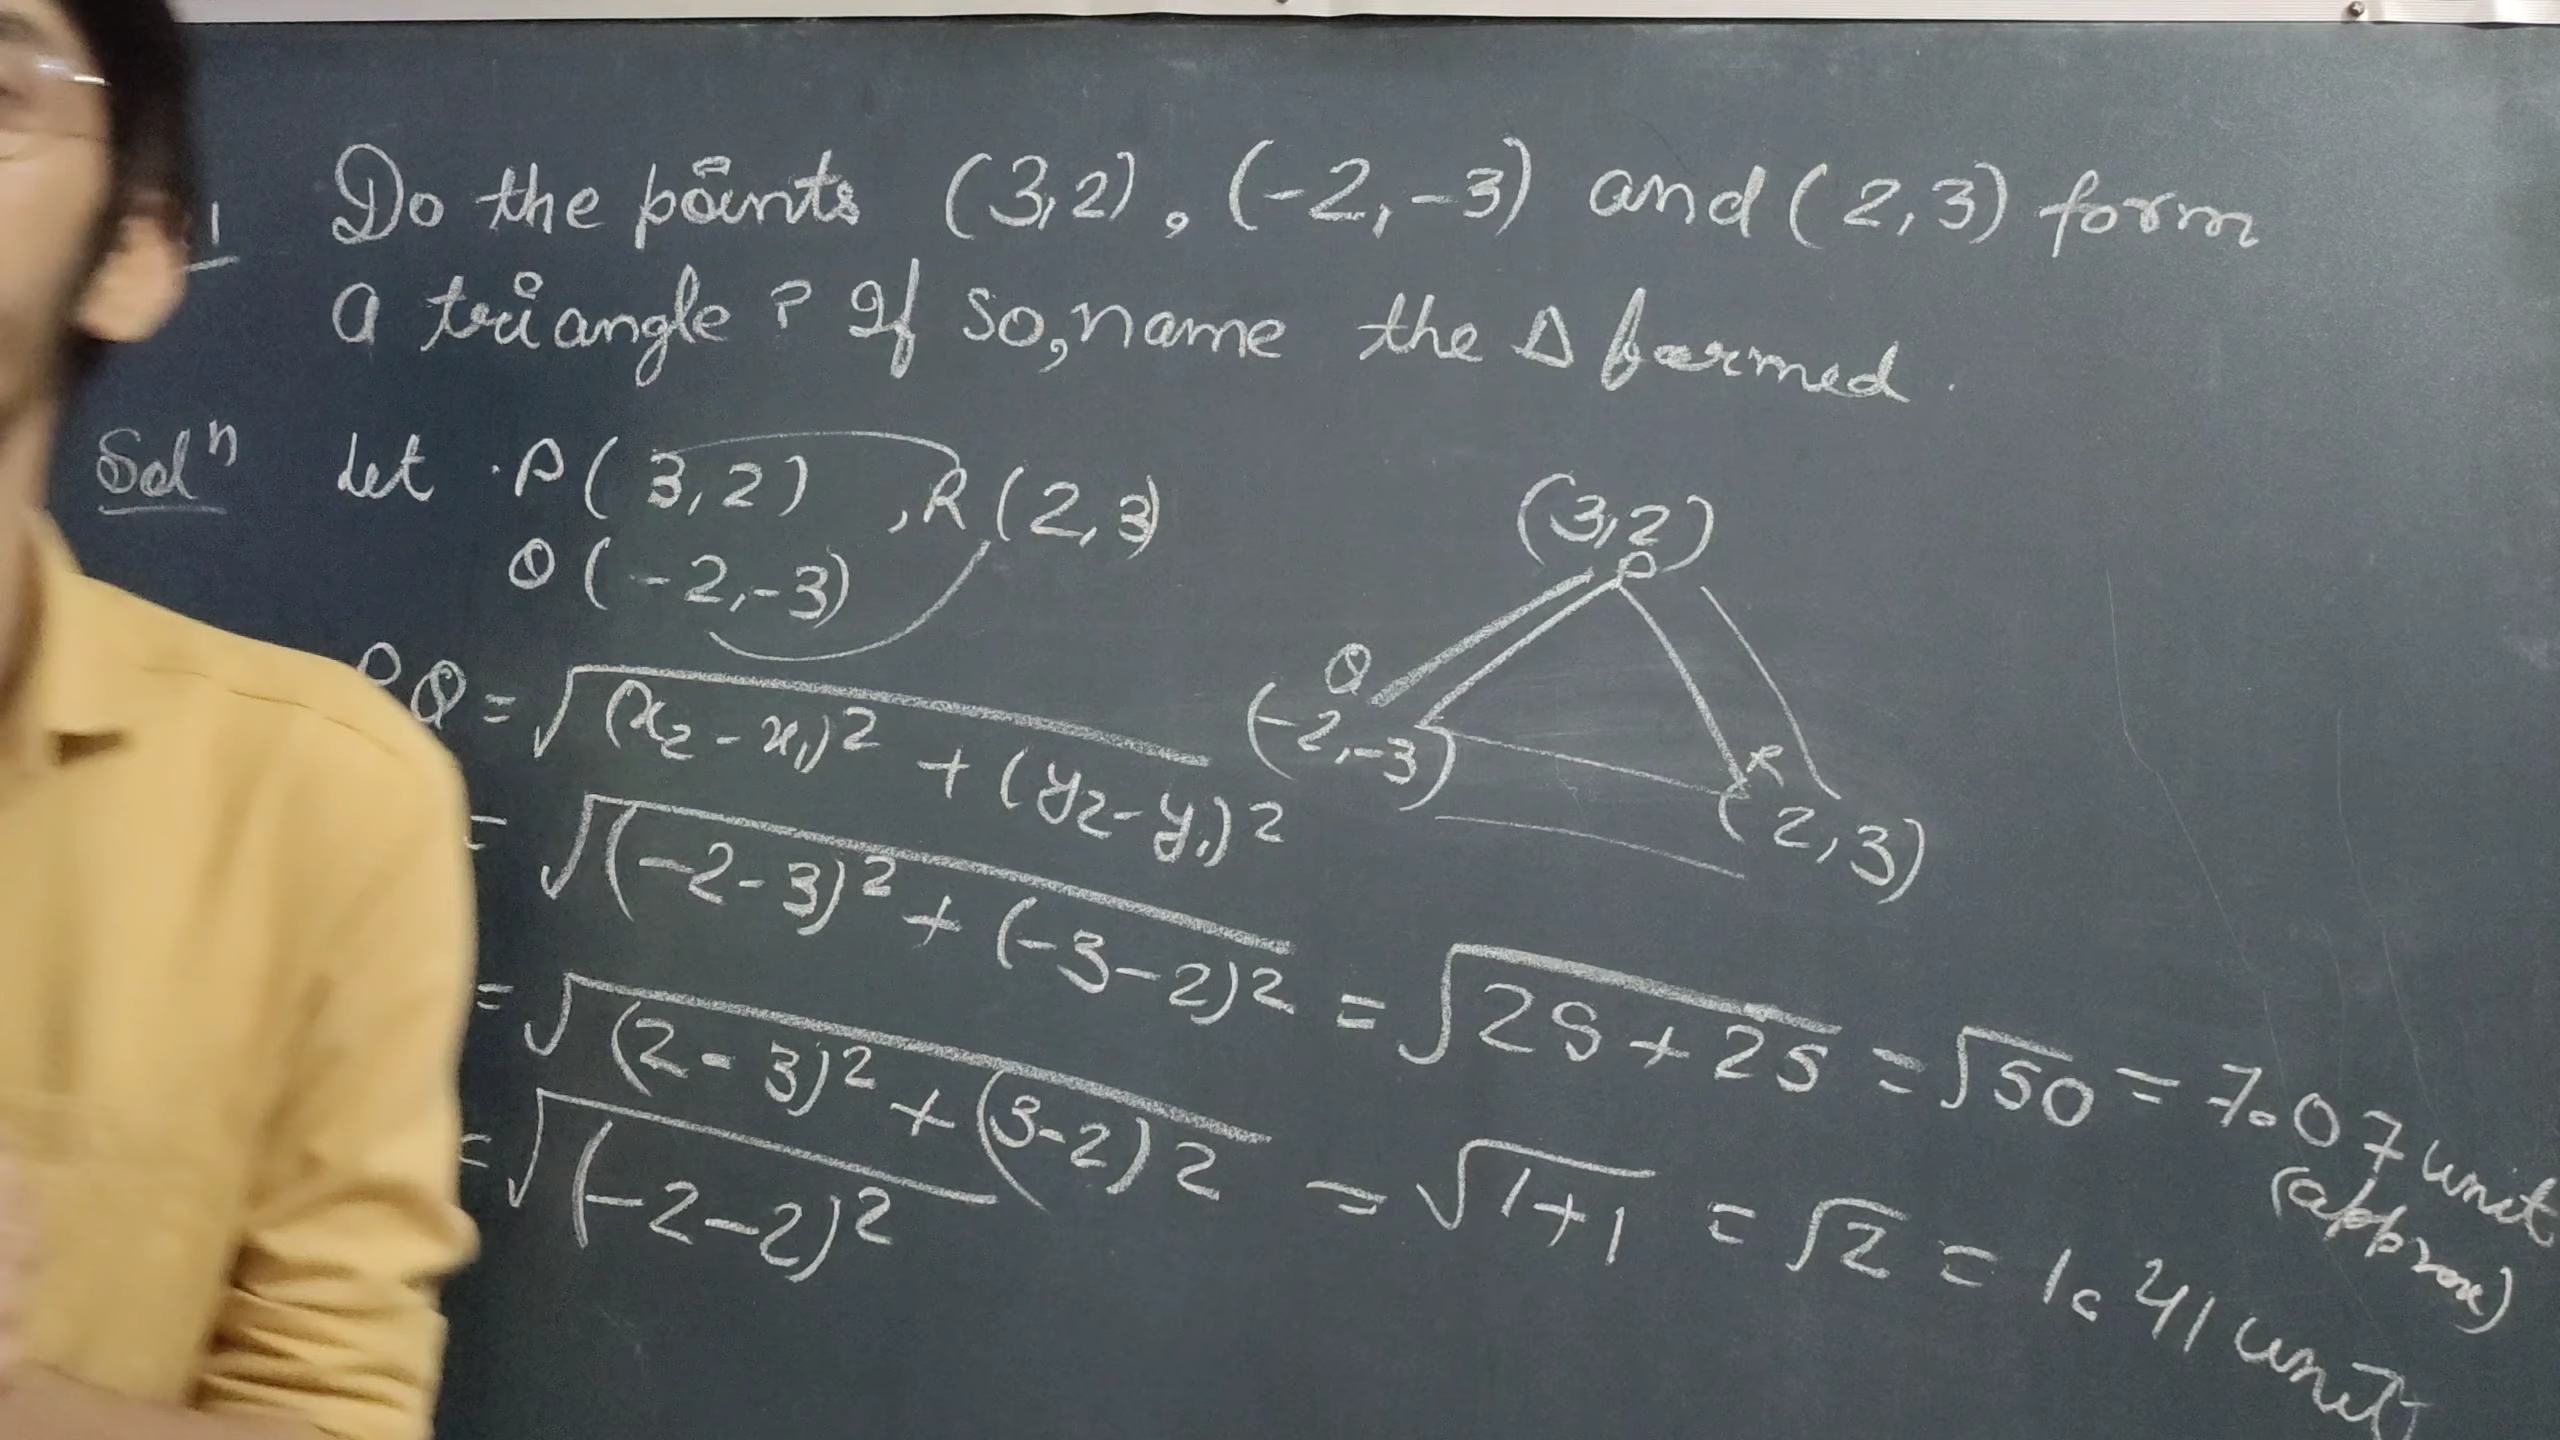 1 Do the points (3,2), (-2,-3) and (2,3) form
a triangle ? If so, name the Δ formed.
Solⁿ Let P(3,2), R(2,3)
Q(-2,-3)
(3,2)
P
Q
(-2,-3)
R
(2,3)
PQ = √(x₂-x₁)² + (y₂-y₁)²
= √(-2-3)² + (-3-2)² = √25+25 = √50 = 7.07 unit
(approx)
= √(2-3)² + (3-2)² = √1+1 = √2 = 1.41 unit
= √(-2-2)²